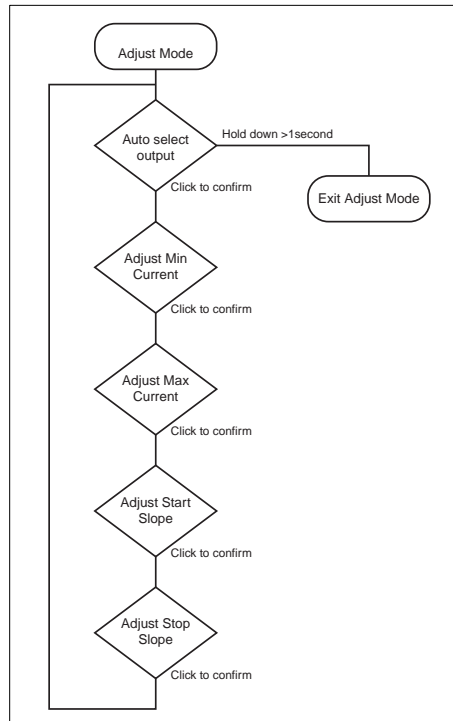 Adjust Mode
Auto select
output
Hold down >1second
Click to confirm
Exit Adjust Mode
Adjust Min
Current
Click to confirm
Adjust Max
Current
Click to confirm
Adjust Start
Slope
Click to confirm
Adjust Stop
Slope
Click to confirm